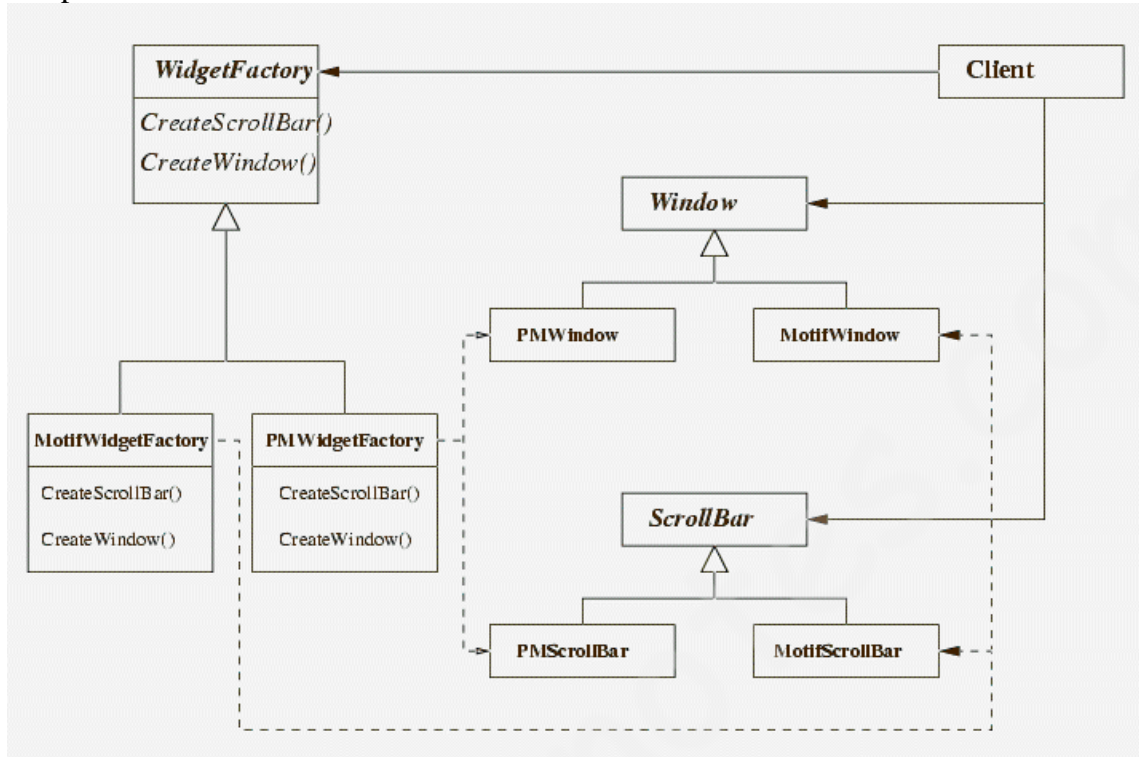 WidgetFactory
CreateScrollBar()
CreateWindow()
Client
Window
PMWindow
MotifWindow
MotifWidgetFactory
CreateScrollBar()
CreateWindow()
PMWidgetFactory
CreateScrollBar()
CreateWindow()
ScrollBar
PMScrollBar
MotifScrollBar